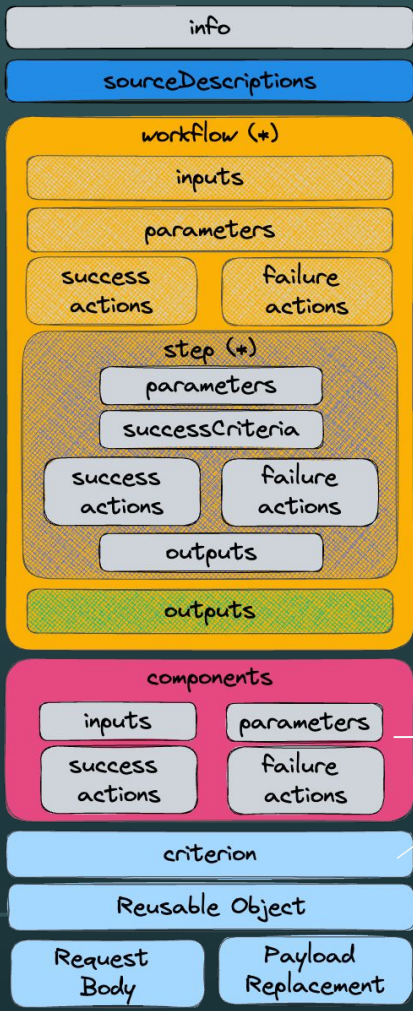 info
sourceDescriptions
workflow (*)
inputs
parameters
success
actions
failure
actions
step (*)
parameters
successCriteria
success
actions
failure
actions
outputs
outputs
components
inputs
parameters
success
actions
failure
actions
criterion
Reusable Object
Request
Body
Payload
Replacement